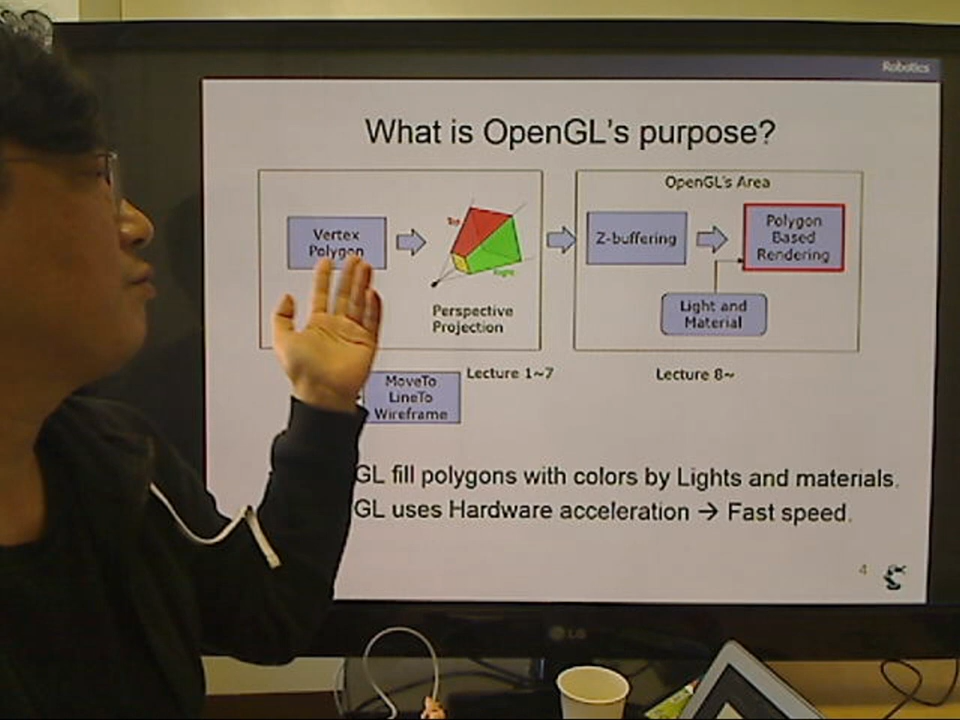 Robotics
What is OpenGL's purpose?
OpenGL's Area
Vertex
Polygon
Top
Right
Perspective
Projection
Z-buffering
Polygon
Based
Rendering
Light and
Material
Lecture 1~7
Lecture 8~
MoveTo
LineTo
Wireframe
GL fill polygons with colors by Lights and materials.
GL uses Hardware acceleration → Fast speed.
4
LG